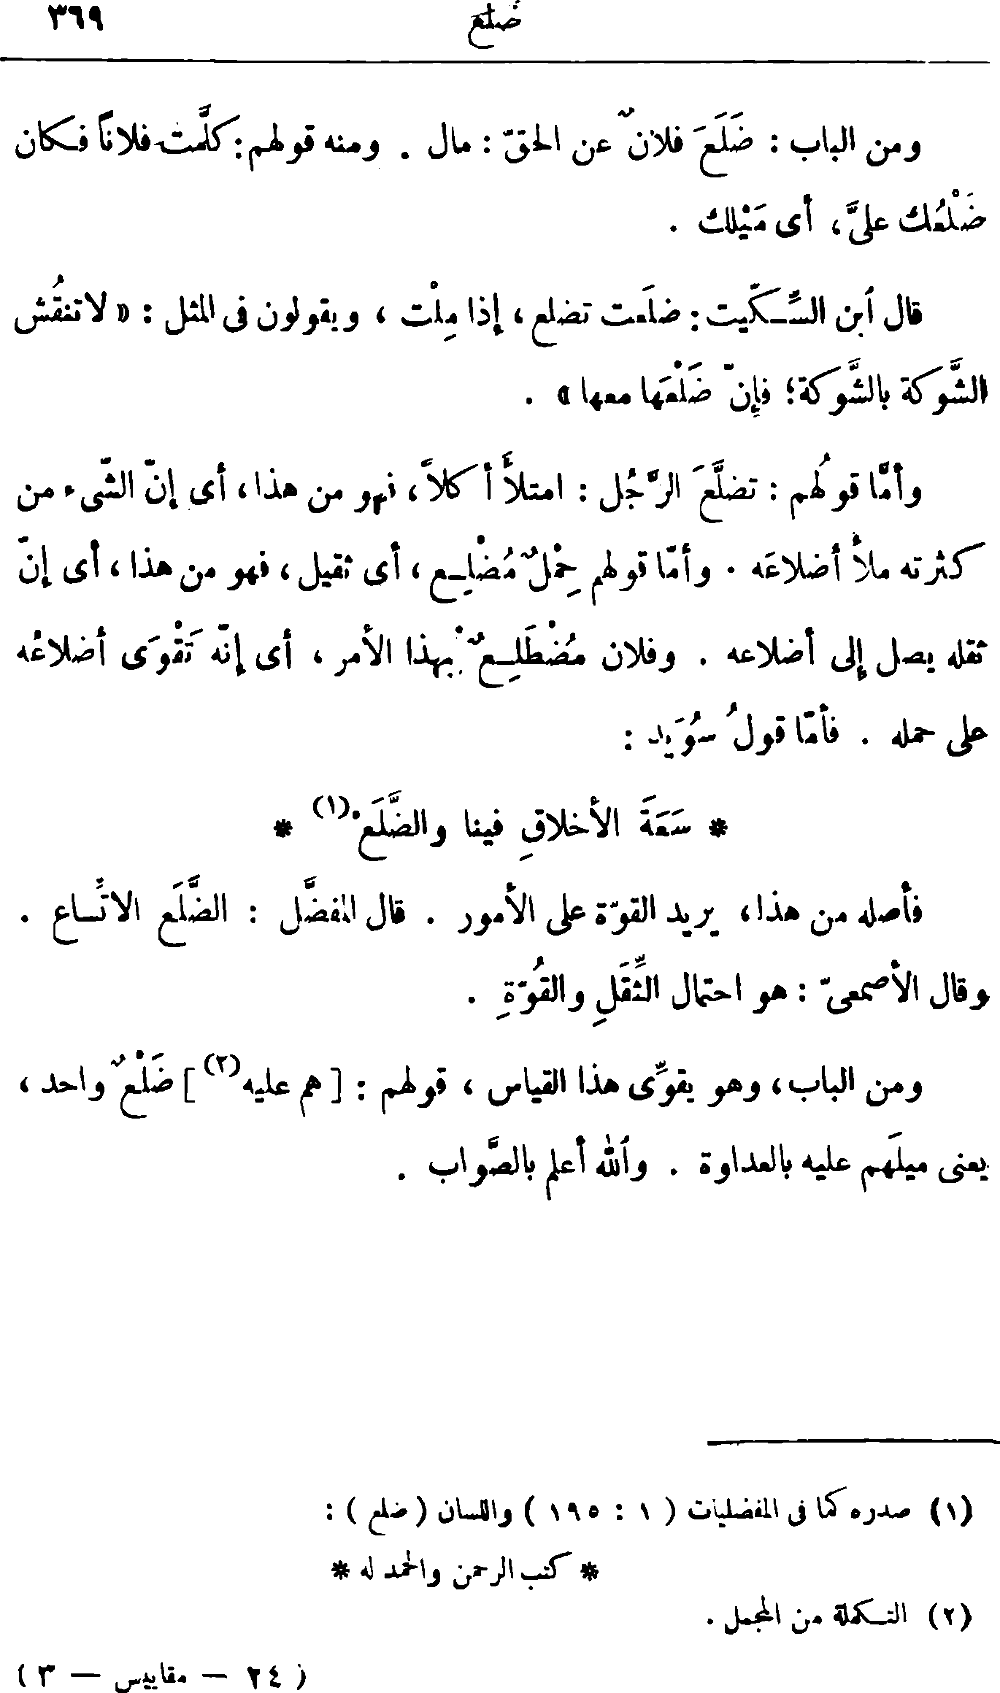 ضلع ٣٦٩
ومن الباب : ضَلَعَ فلانٌ عن الحقّ : مال . ومنه قولهم : كلَّمت فلاناً فكان
ضَلْعُك علىَّ، أى مَيْلك .
قال ابن السِّكّيت : ضلَعت تضلع، إذا مِلْت ، ويقولون فى المثل : « لا تنقُش
الشَّوكة بالشَّوكة؛ فإنّ ضَلْعَها معها » .
وأمَّا قولُهم : تضلَّعَ الرّجُل : امتلأَ أكلاً، فهو من هذا، أى إنّ الشّىء من
كثرته ملأ أضلاعَه . وأمّا قولهم حِمْلٌ مُضْلِع، أى ثقيل، فهو من هذا، أى إنّ
ثقله يصل إلى أضلاعه . وفلان مُضْطَلِعٌ بهذا الأمر ، أى إنّه تَقْوَى أضلاعُه
على حمله . فأمّا قولُ سُوَيد :
* سَعَةَ الأخلاقِ فينا والضَّلَعْ(١) *
فأصله من هذا، يريد القوّة على الأمور . قال المفضَّل : الضَّلَع الاتِّساع .
وقال الأصمعىّ : هو احتمال الثِّقَلِ والقُوّةِ .
ومن الباب، وهو يقوِّى هذا القياس ، قولهم : [ هم عليه(٢) ] ضَلْعٌ واحد ،
يعنى ميلَهم عليه بالعداوة . والله أعلم بالصَّواب .
(١) صدره كما فى المفضليات ( ١ : ١٩٥ ) واللسان ( ضلع ) :
* كتب الرحمن والحمد له *
(٢) التكملة من المجمل .
( ٢٤ — مقاييس — ٣ )